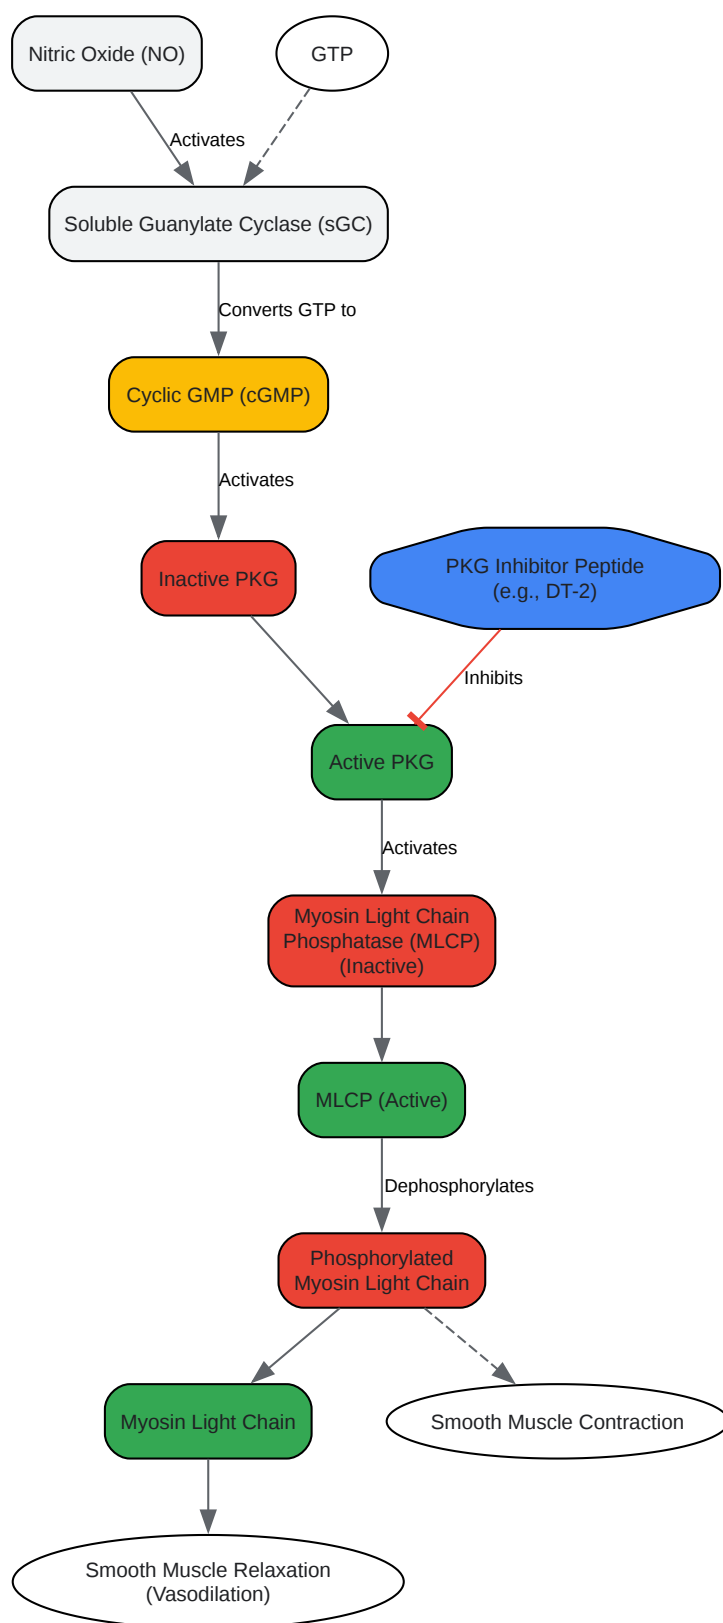 Nitric Oxide (NO)
GTP
Activates
Soluble Guanylate Cyclase (sGC)
Converts GTP to
Cyclic GMP (cGMP)
Activates
Inactive PKG
PKG Inhibitor Peptide
(e.g., DT-2)
Inhibits
Active PKG
Activates
Myosin Light Chain
Phosphatase (MLCP)
(Inactive)
MLCP (Active)
Dephosphorylates
Phosphorylated
Myosin Light Chain
Myosin Light Chain
Smooth Muscle Contraction
Smooth Muscle Relaxation
(Vasodilation)